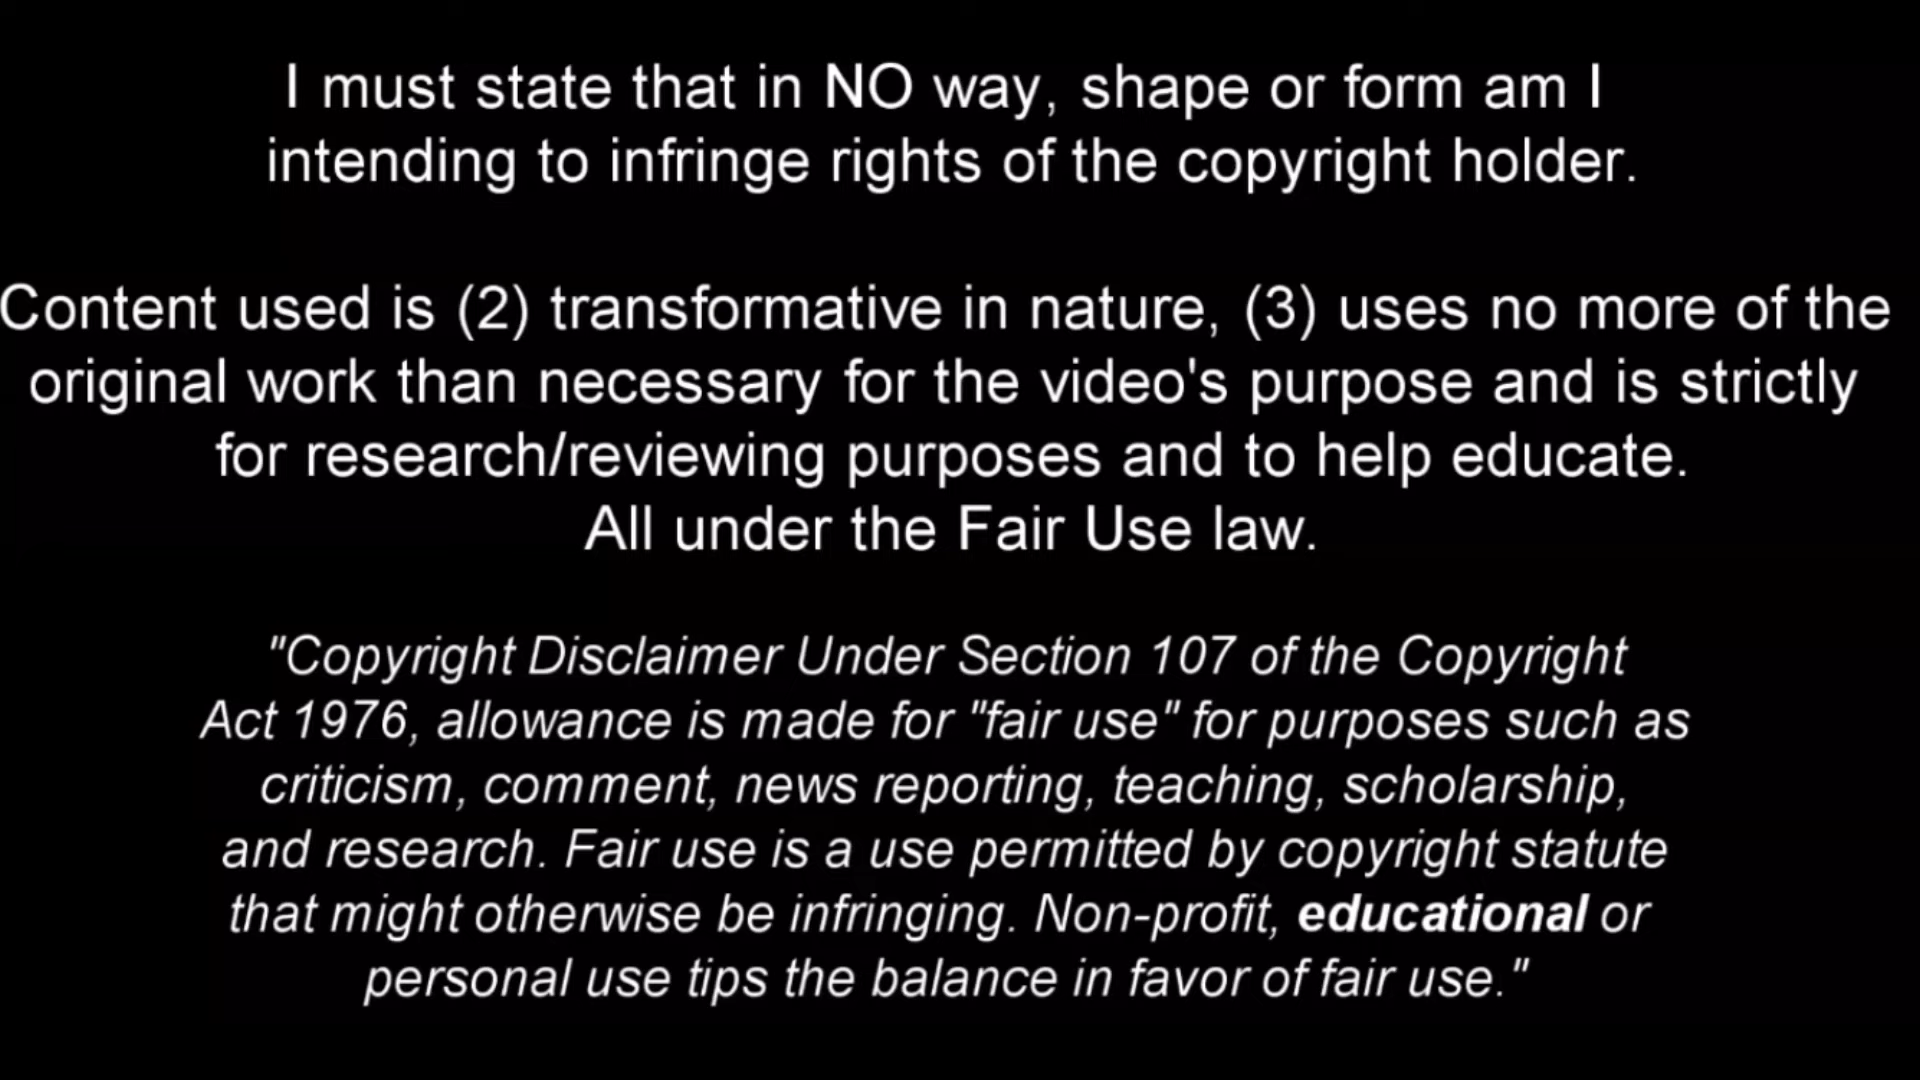 I must state that in NO way, shape or form am I
intending to infringe rights of the copyright holder.
Content used is (2) transformative in nature, (3) uses no more of the
original work than necessary for the video's purpose and is strictly
for research/reviewing purposes and to help educate.
All under the Fair Use law.
"Copyright Disclaimer Under Section 107 of the Copyright
Act 1976, allowance is made for "fair use" for purposes such as
criticism, comment, news reporting, teaching, scholarship,
and research. Fair use is a use permitted by copyright statute
that might otherwise be infringing. Non-profit, educational or
personal use tips the balance in favor of fair use."